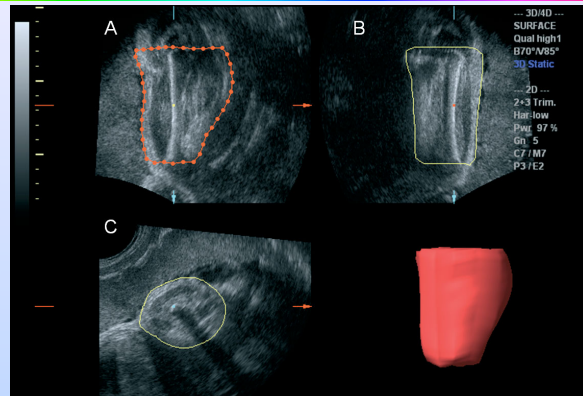 A
B
--- 3D/4D ---
SURFACE
Qual high1
B70°/V85°
3D Static
--- 2D ---
2+3 Trim.
Har-low
Pwr 97 %
Gn 5
C7 / M7
P3 / E2
C